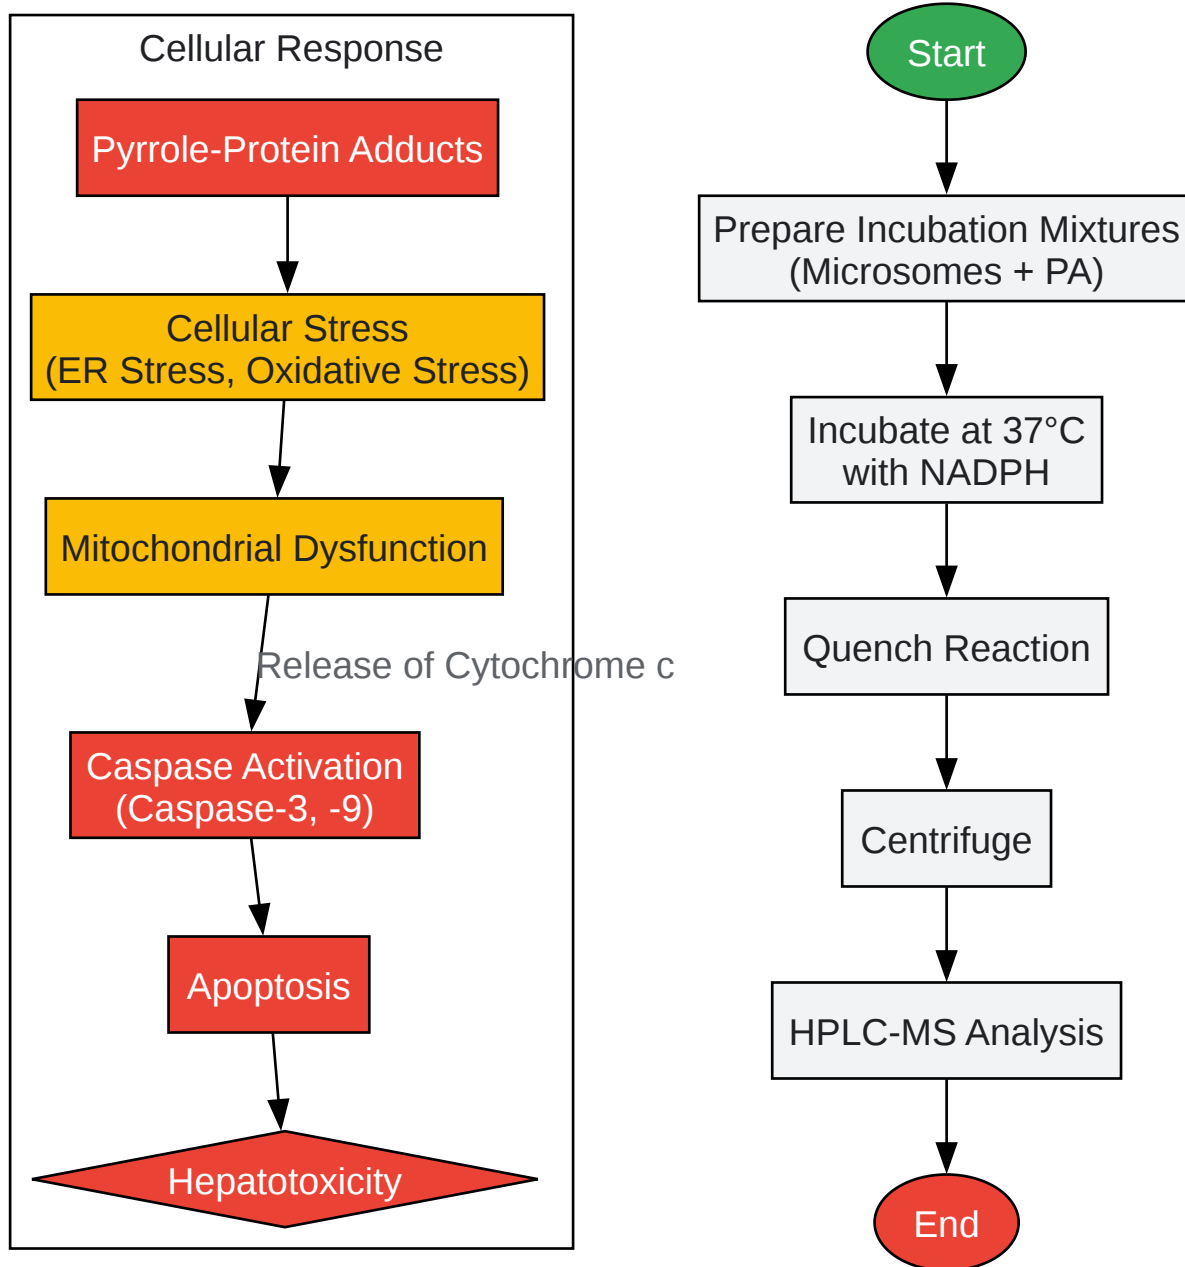 Cellular Response
Pyrrole-Protein Adducts
Cellular Stress
(ER Stress, Oxidative Stress)
Mitochondrial Dysfunction
Release of Cytochrome c
Caspase Activation
(Caspase-3, -9)
Apoptosis
Hepatotoxicity
Start
Prepare Incubation Mixtures
(Microsomes + PA)
Incubate at 37°C
with NADPH
Quench Reaction
Centrifuge
HPLC-MS Analysis
End